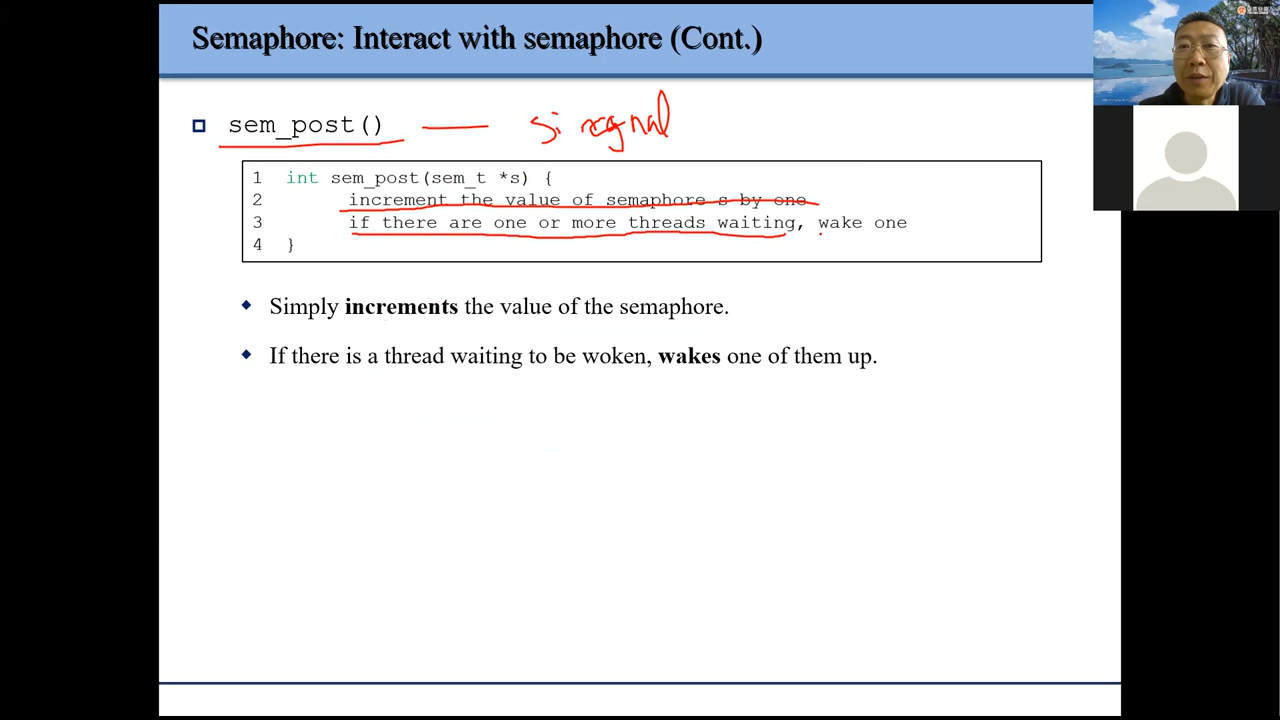 Semaphore: Interact with semaphore (Cont.)
sem_post() — signal
1 int sem_post(sem_t *s) {
2 increment the value of semaphore s by one
3 if there are one or more threads waiting, wake one
4 }
Simply increments the value of the semaphore.
If there is a thread waiting to be woken, wakes one of them up.